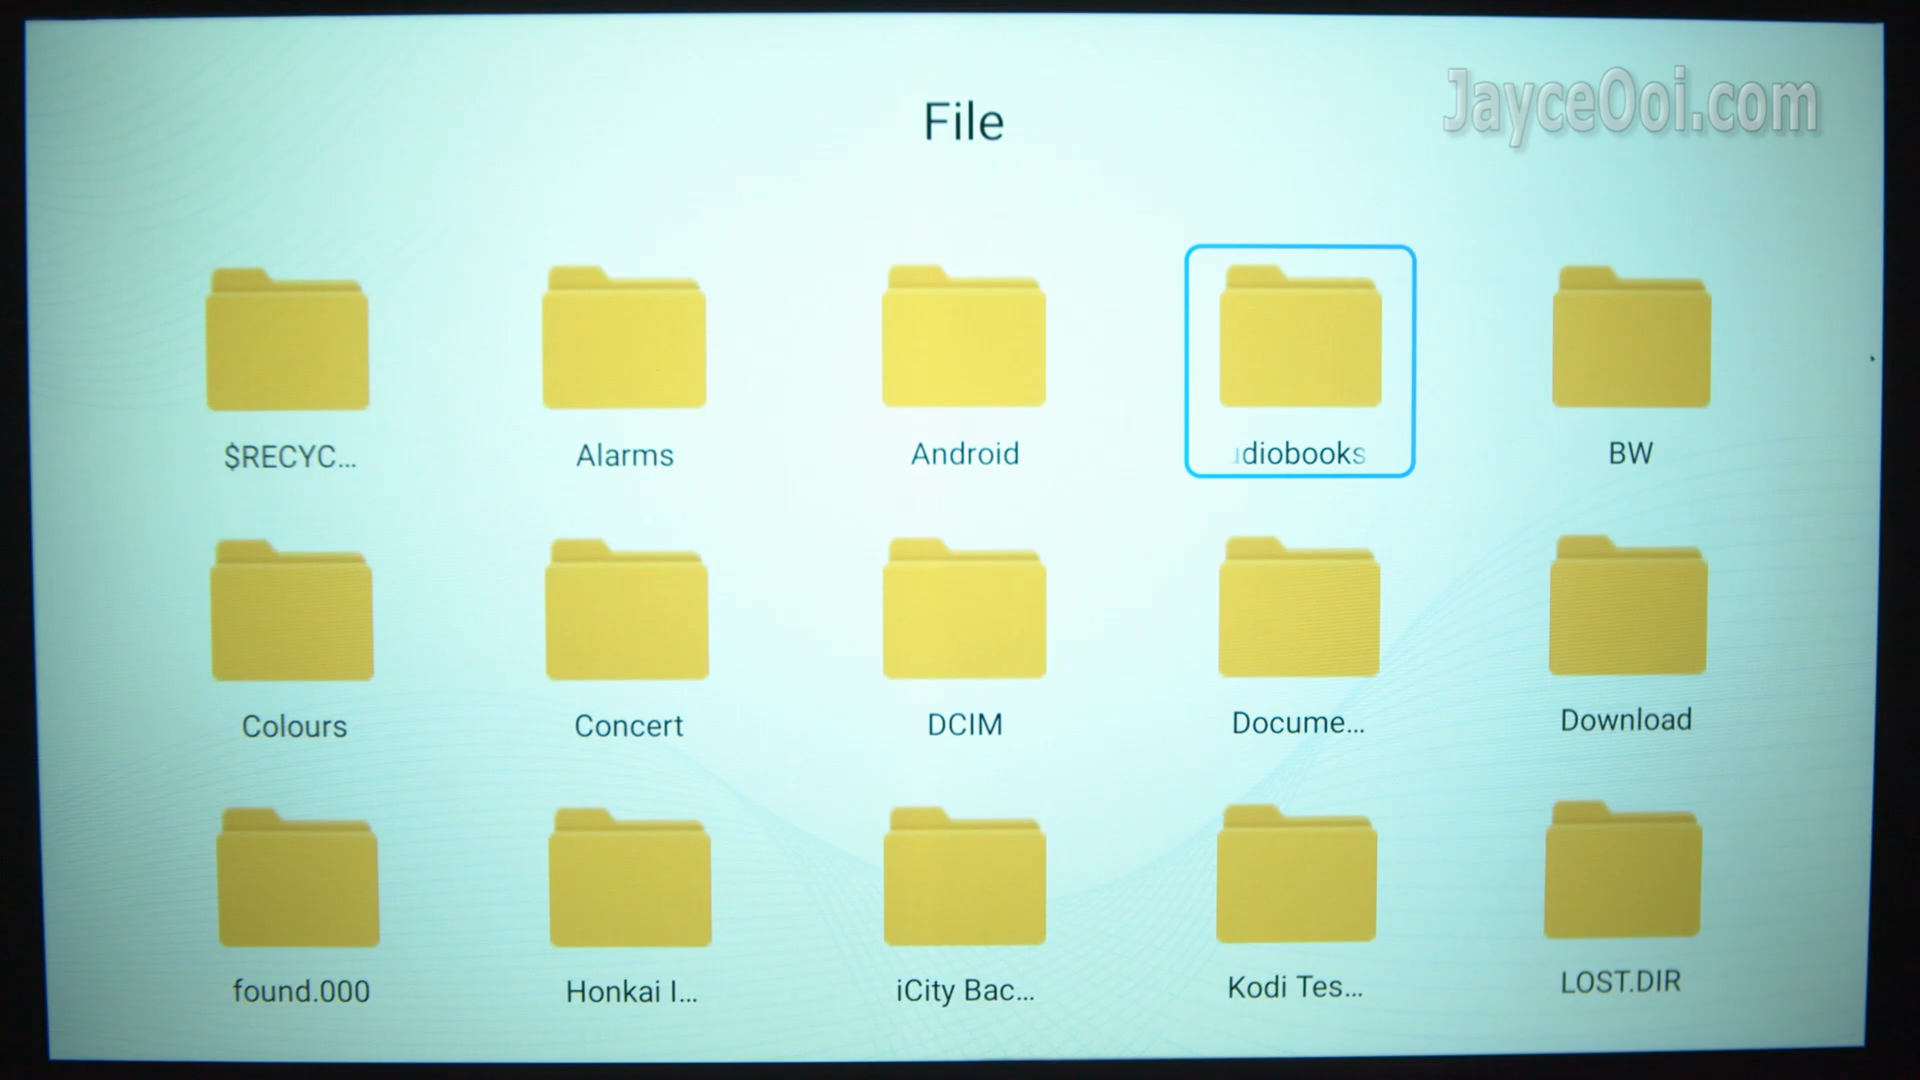 JayceOoi.com
File
$RECYC...
Alarms
Android
diobooks
BW
Colours
Concert
DCIM
Docume...
Download
found.000
Honkai I...
iCity Bac...
Kodi Tes...
LOST.DIR